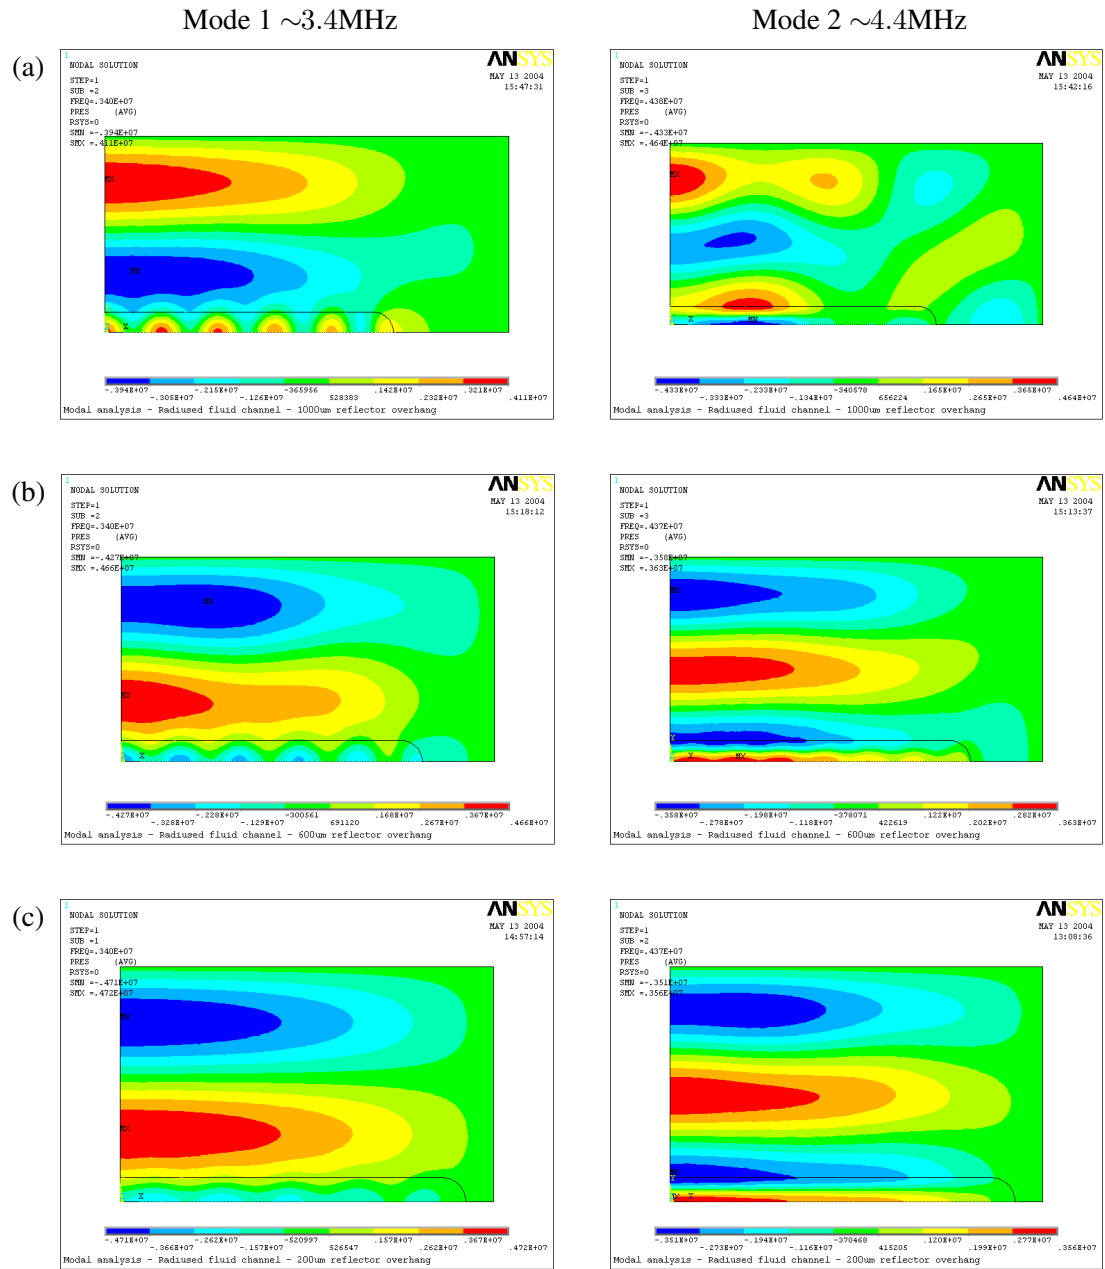 Mode 1 ∼3.4MHz
Mode 2 ∼4.4MHz
(a)
1
NODAL SOLUTION
STEP=1
SUB =2
FREQ=.340E+07
PRES (AVG)
RSYS=0
SMN =-.394E+07
SMX =.411E+07
ANSYS
MAY 13 2004
15:47:31
MX
MN
X
-.394E+07
-.305E+07
-.215E+07
-.126E+07
-365956
528383
.142E+07
.232E+07
.321E+07
.411E+07
Modal analysis - Radiused fluid channel - 1000um reflector overhang
1
NODAL SOLUTION
STEP=1
SUB =3
FREQ=.438E+07
PRES (AVG)
RSYS=0
SMN =-.433E+07
SMX =.464E+07
ANSYS
MAY 13 2004
15:42:16
MX
X
MN
-.433E+07
-.333E+07
-.233E+07
-.134E+07
-340578
656224
.165E+07
.265E+07
.365E+07
.464E+07
Modal analysis - Radiused fluid channel - 1000um reflector overhang
(b)
1
NODAL SOLUTION
STEP=1
SUB =2
FREQ=.340E+07
PRES (AVG)
RSYS=0
SMN =-.427E+07
SMX =.466E+07
ANSYS
MAY 13 2004
15:18:12
MN
MX
X
-.427E+07
-.328E+07
-.228E+07
-.129E+07
-300561
691120
.168E+07
.267E+07
.367E+07
.466E+07
Modal analysis - Radiused fluid channel - 600um reflector overhang
1
NODAL SOLUTION
STEP=1
SUB =3
FREQ=.437E+07
PRES (AVG)
RSYS=0
SMN =-.358E+07
SMX =.363E+07
ANSYS
MAY 13 2004
15:13:37
MN
Y
X
MX
-.358E+07
-.278E+07
-.198E+07
-.118E+07
-378071
422619
.122E+07
.202E+07
.282E+07
.363E+07
Modal analysis - Radiused fluid channel - 600um reflector overhang
(c)
1
NODAL SOLUTION
STEP=1
SUB =1
FREQ=.340E+07
PRES (AVG)
RSYS=0
SMN =-.471E+07
SMX =.472E+07
ANSYS
MAY 13 2004
14:57:14
MN
MX
X
-.471E+07
-.366E+07
-.262E+07
-.157E+07
-520997
526547
.157E+07
.262E+07
.367E+07
.472E+07
Modal analysis - Radiused fluid channel - 200um reflector overhang
1
NODAL SOLUTION
STEP=1
SUB =2
FREQ=.437E+07
PRES (AVG)
RSYS=0
SMN =-.351E+07
SMX =.356E+07
ANSYS
MAY 13 2004
13:08:36
MN
Y
MX
X
-.351E+07
-.273E+07
-.194E+07
-.116E+07
-370468
415205
.120E+07
.199E+07
.277E+07
.356E+07
Modal analysis - Radiused fluid channel - 200um reflector overhang